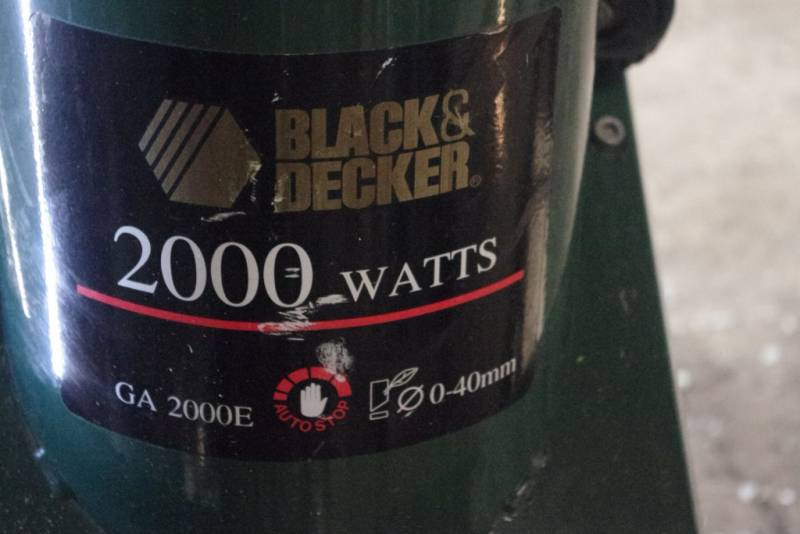 BLACK&
DECKER®
2000 WATTS
GA 2000E
AUTO STOP
Ø 0-40mm